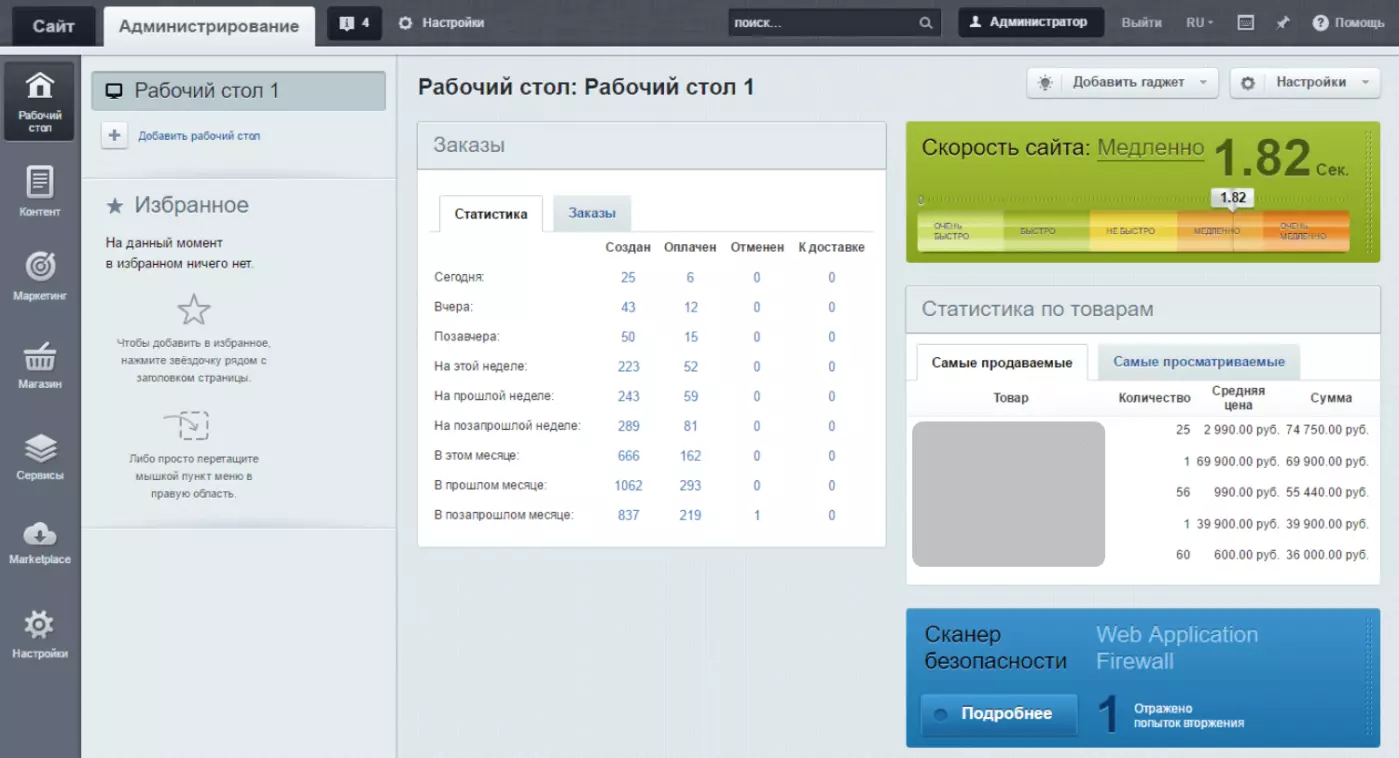 Сайт
Администрирование
4
Настройки
поиск...
Администратор
Выйти
RU
Помощь
Рабочий
стол
Контент
Маркетинг
Магазин
Сервисы
Marketplace
Настройки
Рабочий стол 1
Добавить рабочий стол
Избранное
На данный момент
в избранном ничего нет.
Чтобы добавить в избранное,
нажмите звёздочку рядом с
заголовком страницы.
Либо просто перетащите
мышкой пункт меню в
правую область.
Рабочий стол: Рабочий стол 1
Добавить гаджет
Настройки
Заказы
Статистика Заказы
Создан Оплачен Отменен К доставке
Сегодня: 25 6 0 0
Вчера: 43 12 0 0
Позавчера: 50 15 0 0
На этой неделе: 223 52 0 0
На прошлой неделе: 243 59 0 0
На позапрошлой неделе: 289 81 0 0
В этом месяце: 666 162 0 0
В прошлом месяце: 1062 293 0 0
В позапрошлом месяце: 837 219 1 0
Скорость сайта: Медленно 1.82 Сек.
0 1.82
ОЧЕНЬ
БЫСТРО
БЫСТРО
НЕ БЫСТРО
МЕДЛЕННО
ОЧЕНЬ
МЕДЛЕННО
Статистика по товарам
Самые продаваемые Самые просматриваемые
Товар Количество Средняя
цена Сумма
25 2 990.00 руб. 74 750.00 руб.
1 69 900.00 руб. 69 900.00 руб.
56 990.00 руб. 55 440.00 руб.
1 39 900.00 руб. 39 900.00 руб.
60 600.00 руб. 36 000.00 руб.
Сканер
безопасности
Подробнее
Web Application
Firewall
1
Отражено
попыток вторжения